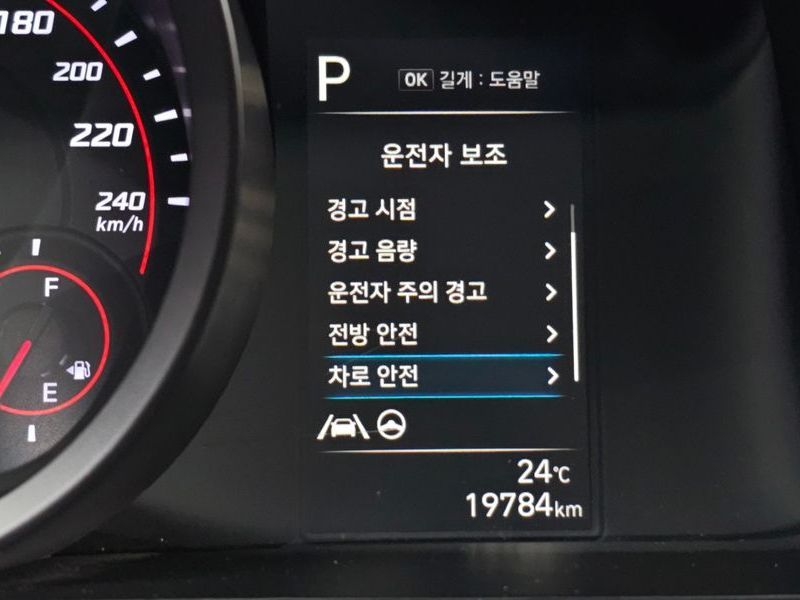 180
200
220
240
km/h
F
E
P
OK 길게 : 도움말
운전자 보조
경고 시점
경고 음량
운전자 주의 경고
전방 안전
차로 안전
24℃
19784km